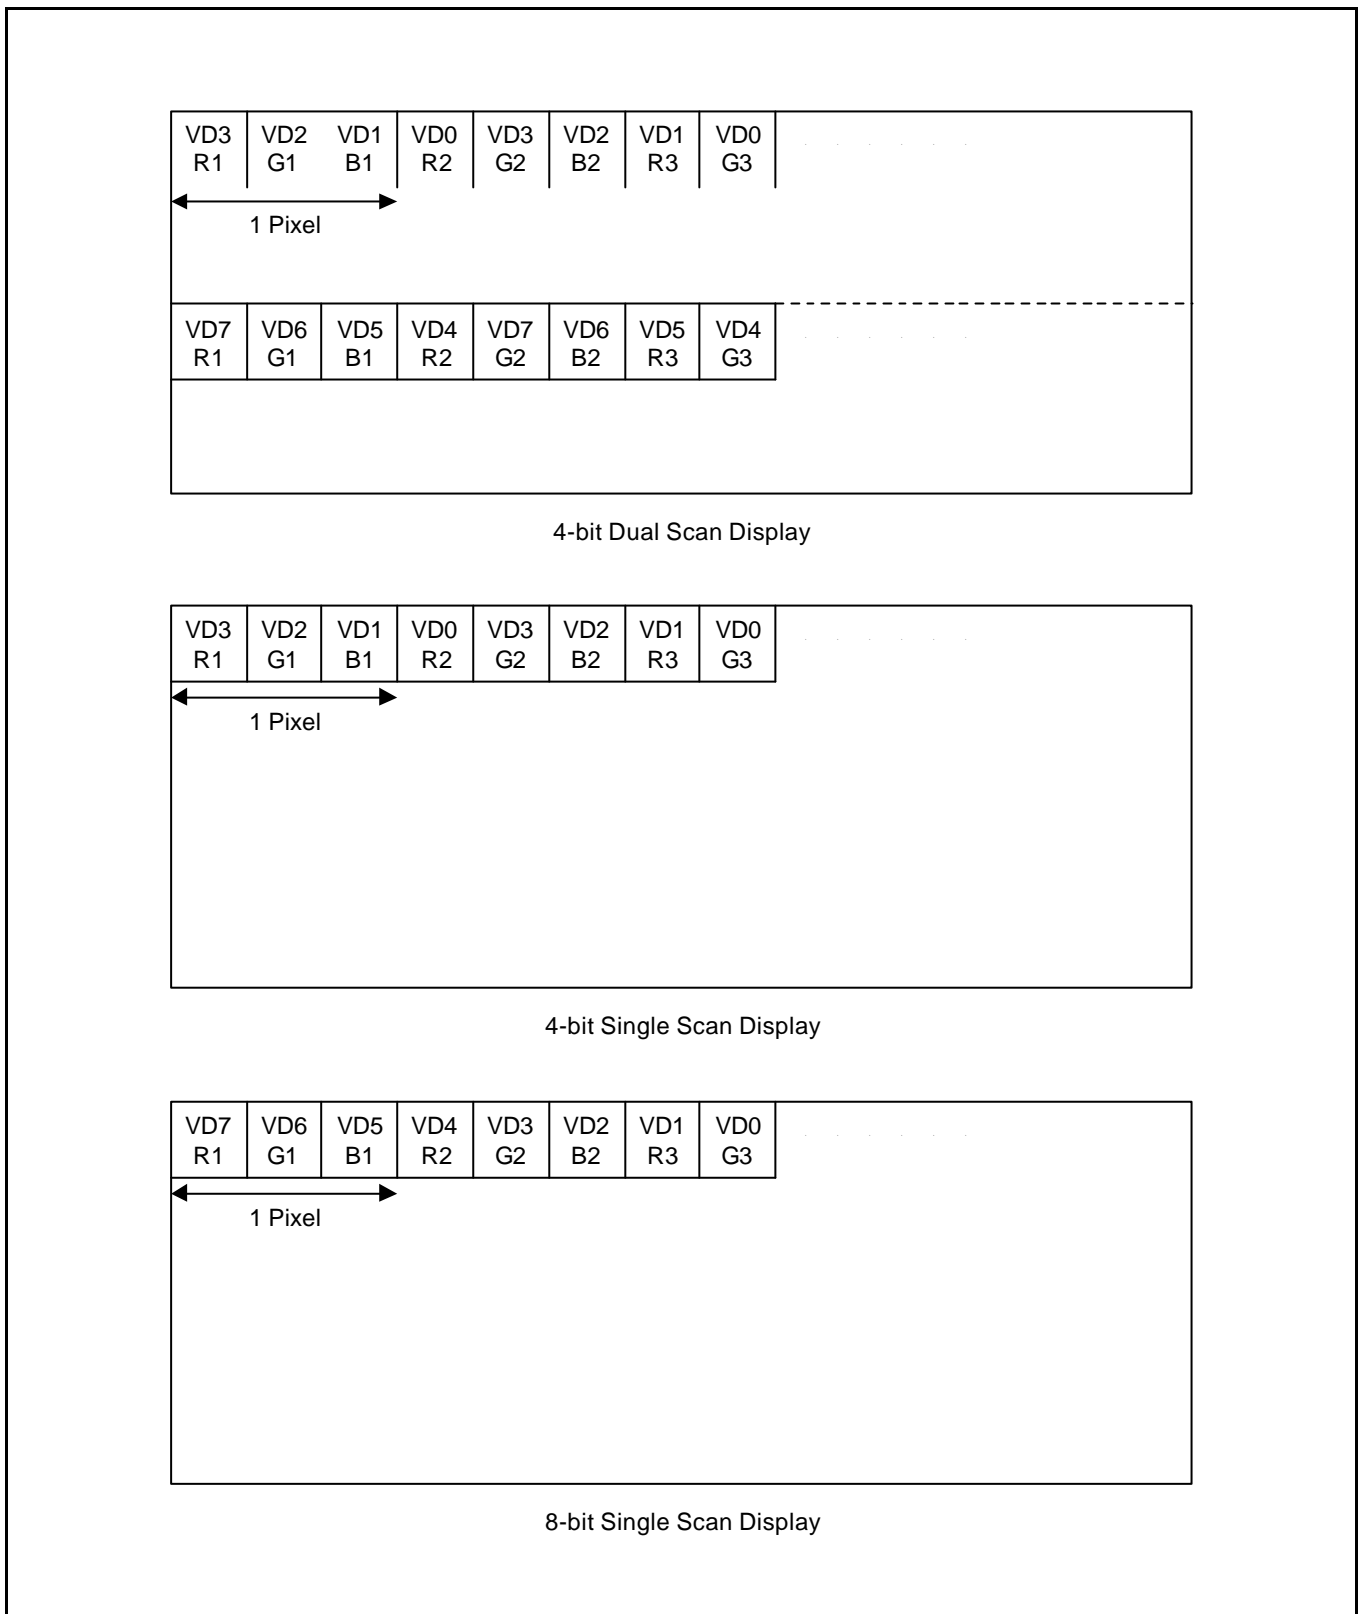 VD3 VD2 VD1 VD0 VD3 VD2 VD1 VD0
R1 G1 B1 R2 G2 B2 R3 G3
1 Pixel
VD7 VD6 VD5 VD4 VD7 VD6 VD5 VD4
R1 G1 B1 R2 G2 B2 R3 G3
4-bit Dual Scan Display
VD3 VD2 VD1 VD0 VD3 VD2 VD1 VD0
R1 G1 B1 R2 G2 B2 R3 G3
1 Pixel
4-bit Single Scan Display
VD7 VD6 VD5 VD4 VD3 VD2 VD1 VD0
R1 G1 B1 R2 G2 B2 R3 G3
1 Pixel
8-bit Single Scan Display